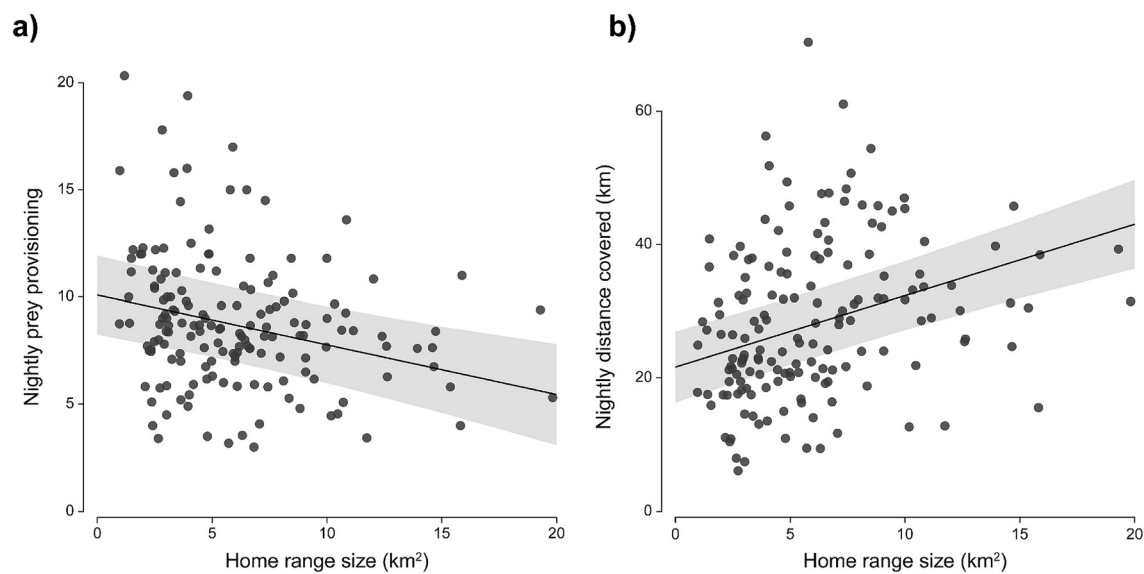 a)
Nightly prey provisioning
20
15
10
5
0
0 5 10 15 20
Home range size (km²)
b)
Nightly distance covered (km)
60
40
20
0
0 5 10 15 20
Home range size (km²)